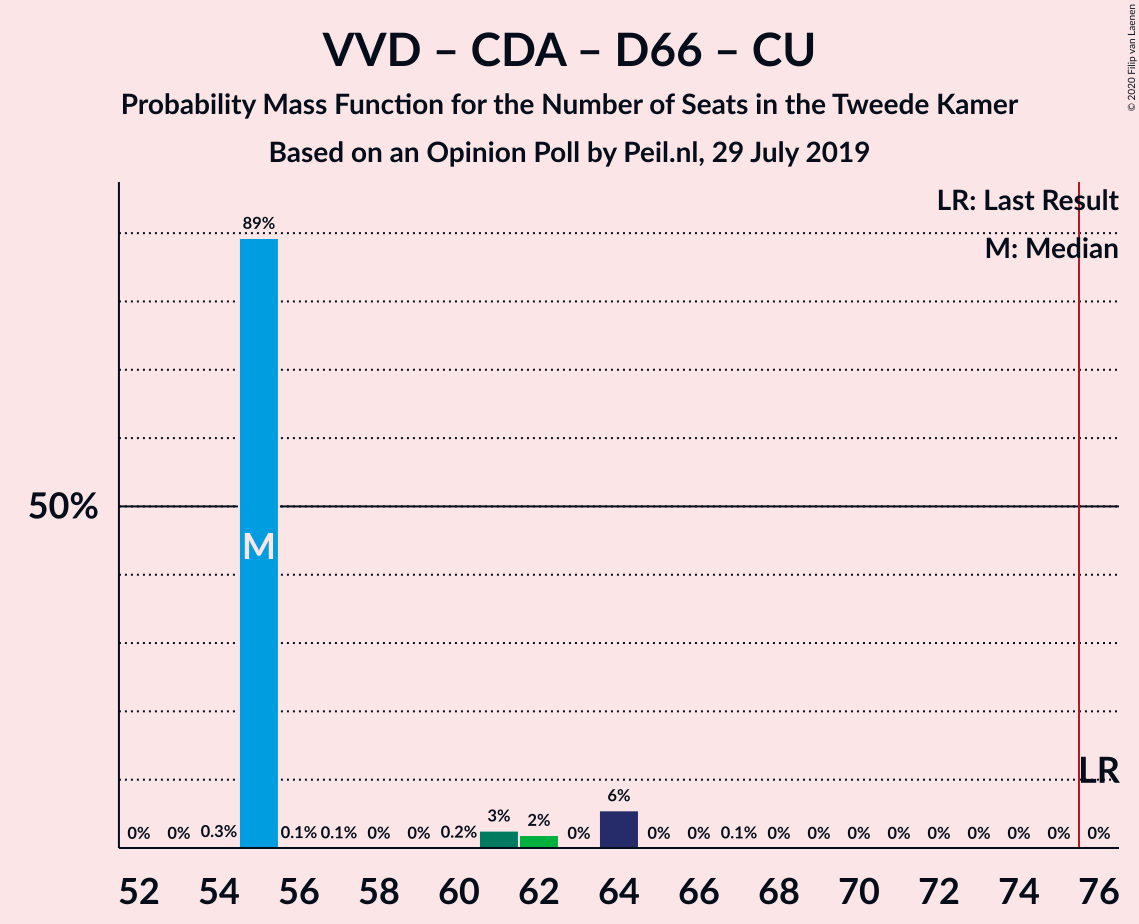 VVD – CDA – D66 – CU
Probability Mass Function for the Number of Seats in the Tweede Kamer
Based on an Opinion Poll by Peil.nl, 29 July 2019
© 2020 Filip van Laenen
LR: Last Result
M: Median
50%
89%
M
LR
0% 0% 0.3% 0.1% 0.1% 0% 0% 0.2% 3% 2% 0% 6% 0% 0% 0.1% 0% 0% 0% 0% 0% 0% 0% 0% 0%
52 54 56 58 60 62 64 66 68 70 72 74 76